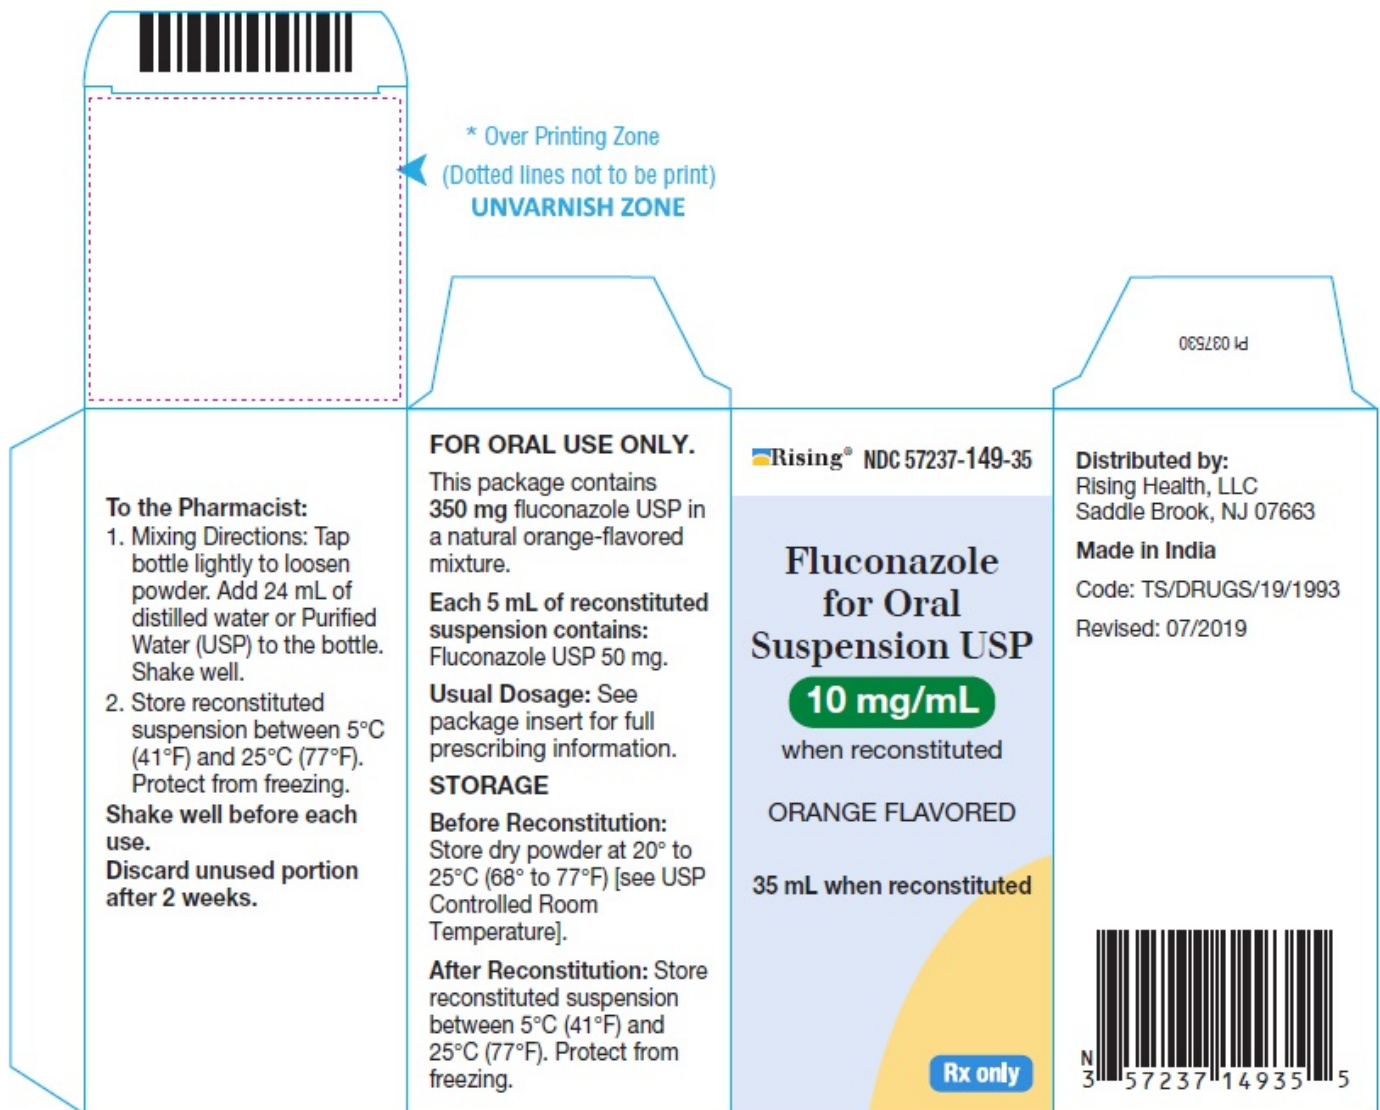 * Over Printing Zone
(Dotted lines not to be print)
UNVARNISH ZONE
PI 037530
To the Pharmacist:
1. Mixing Directions: Tap
bottle lightly to loosen
powder. Add 24 mL of
distilled water or Purified
Water (USP) to the bottle.
Shake well.
2. Store reconstituted
suspension between 5°C
(41°F) and 25°C (77°F).
Protect from freezing.
Shake well before each
use.
Discard unused portion
after 2 weeks.
FOR ORAL USE ONLY.
This package contains
350 mg fluconazole USP in
a natural orange-flavored
mixture.
Each 5 mL of reconstituted
suspension contains:
Fluconazole USP 50 mg.
Usual Dosage: See
package insert for full
prescribing information.
STORAGE
Before Reconstitution:
Store dry powder at 20° to
25°C (68° to 77°F) [see USP
Controlled Room
Temperature].
After Reconstitution: Store
reconstituted suspension
between 5°C (41°F) and
25°C (77°F). Protect from
freezing.
Rising® NDC 57237-149-35
Fluconazole
for Oral
Suspension USP
10 mg/mL
when reconstituted
ORANGE FLAVORED
35 mL when reconstituted
Rx only
Distributed by:
Rising Health, LLC
Saddle Brook, NJ 07663
Made in India
Code: TS/DRUGS/19/1993
Revised: 07/2019
N
3 57237 14935 5